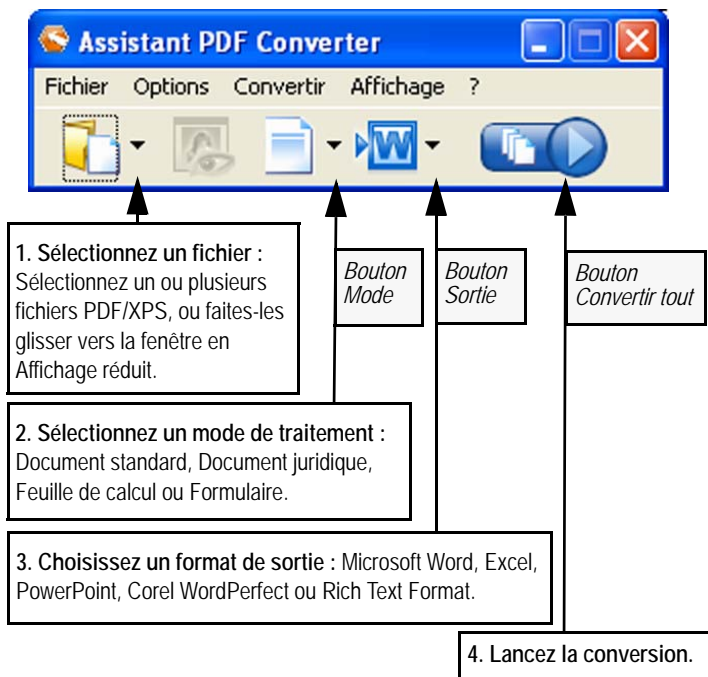 Assistant PDF Converter
Fichier Options Convertir Affichage ?
W
1. Sélectionnez un fichier :
Sélectionnez un ou plusieurs
fichiers PDF/XPS, ou faites-les
glisser vers la fenêtre en
Affichage réduit.
Bouton
Mode
Bouton
Sortie
Bouton
Convertir tout
2. Sélectionnez un mode de traitement :
Document standard, Document juridique,
Feuille de calcul ou Formulaire.
3. Choisissez un format de sortie : Microsoft Word, Excel,
PowerPoint, Corel WordPerfect ou Rich Text Format.
4. Lancez la conversion.